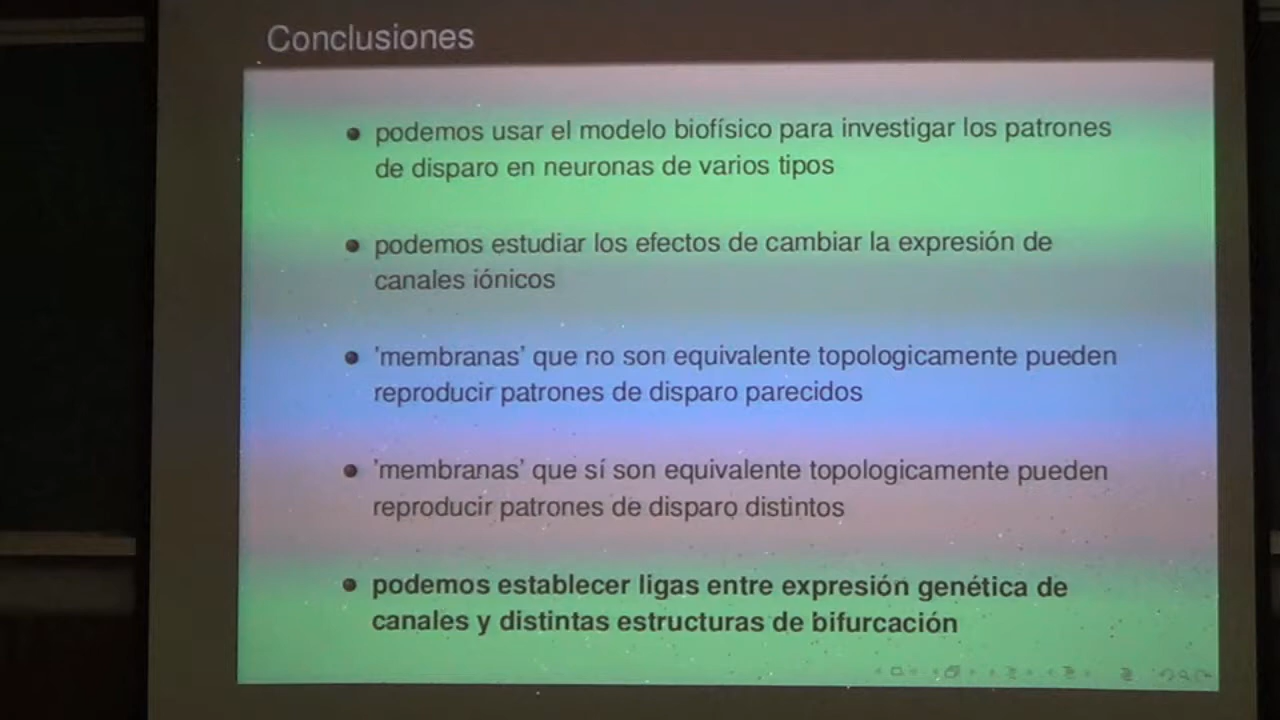 Conclusiones
podemos usar el modelo biofísico para investigar los patrones
de disparo en neuronas de varios tipos
podemos estudiar los efectos de cambiar la expresión de
canales iónicos
'membranas' que no son equivalente topologicamente pueden
reproducir patrones de disparo parecidos
'membranas' que sí son equivalente topologicamente pueden
reproducir patrones de disparo distintos
podemos establecer ligas entre expresión genética de
canales y distintas estructuras de bifurcación